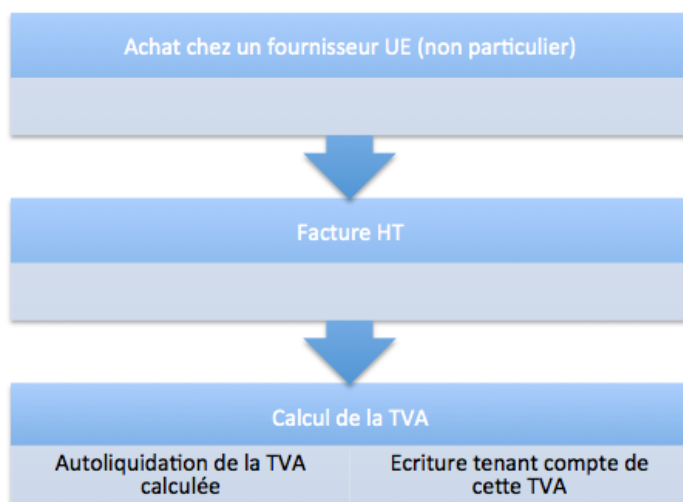 Achat chez un fournisseur UE (non particulier)
Facture HT
Calcul de la TVA
Autoliquidation de la TVA
calculée
Ecriture tenant compte de
cette TVA